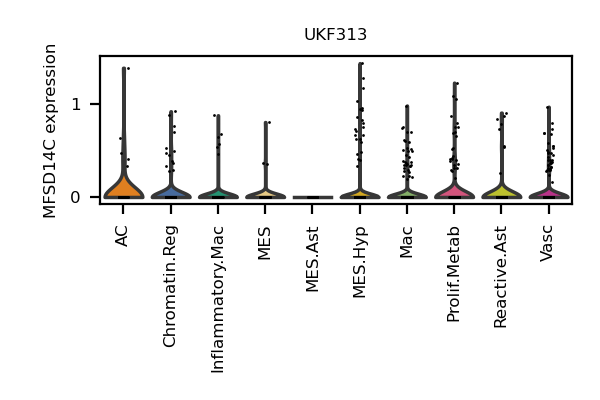 UKF313
MFSD14C expression
1
0
AC
Chromatin.Reg
Inflammatory.Mac
MES
MES.Ast
MES.Hyp
Mac
Prolif.Metab
Reactive.Ast
Vasc